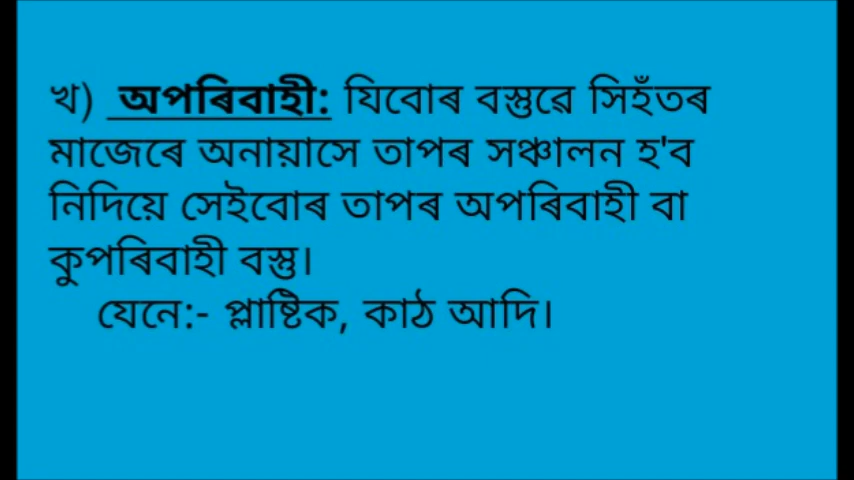 খ) অপৰিবাহী: যিবোৰ বস্তুৱে সিহঁতৰ
মাজেৰে অনায়াসে তাপৰ সঞ্চালন হ'ব
নিদিয়ে সেইবোৰ তাপৰ অপৰিবাহী বা
কুপৰিবাহী বস্তু।
যেনে:- প্লাষ্টিক, কাঠ আদি।